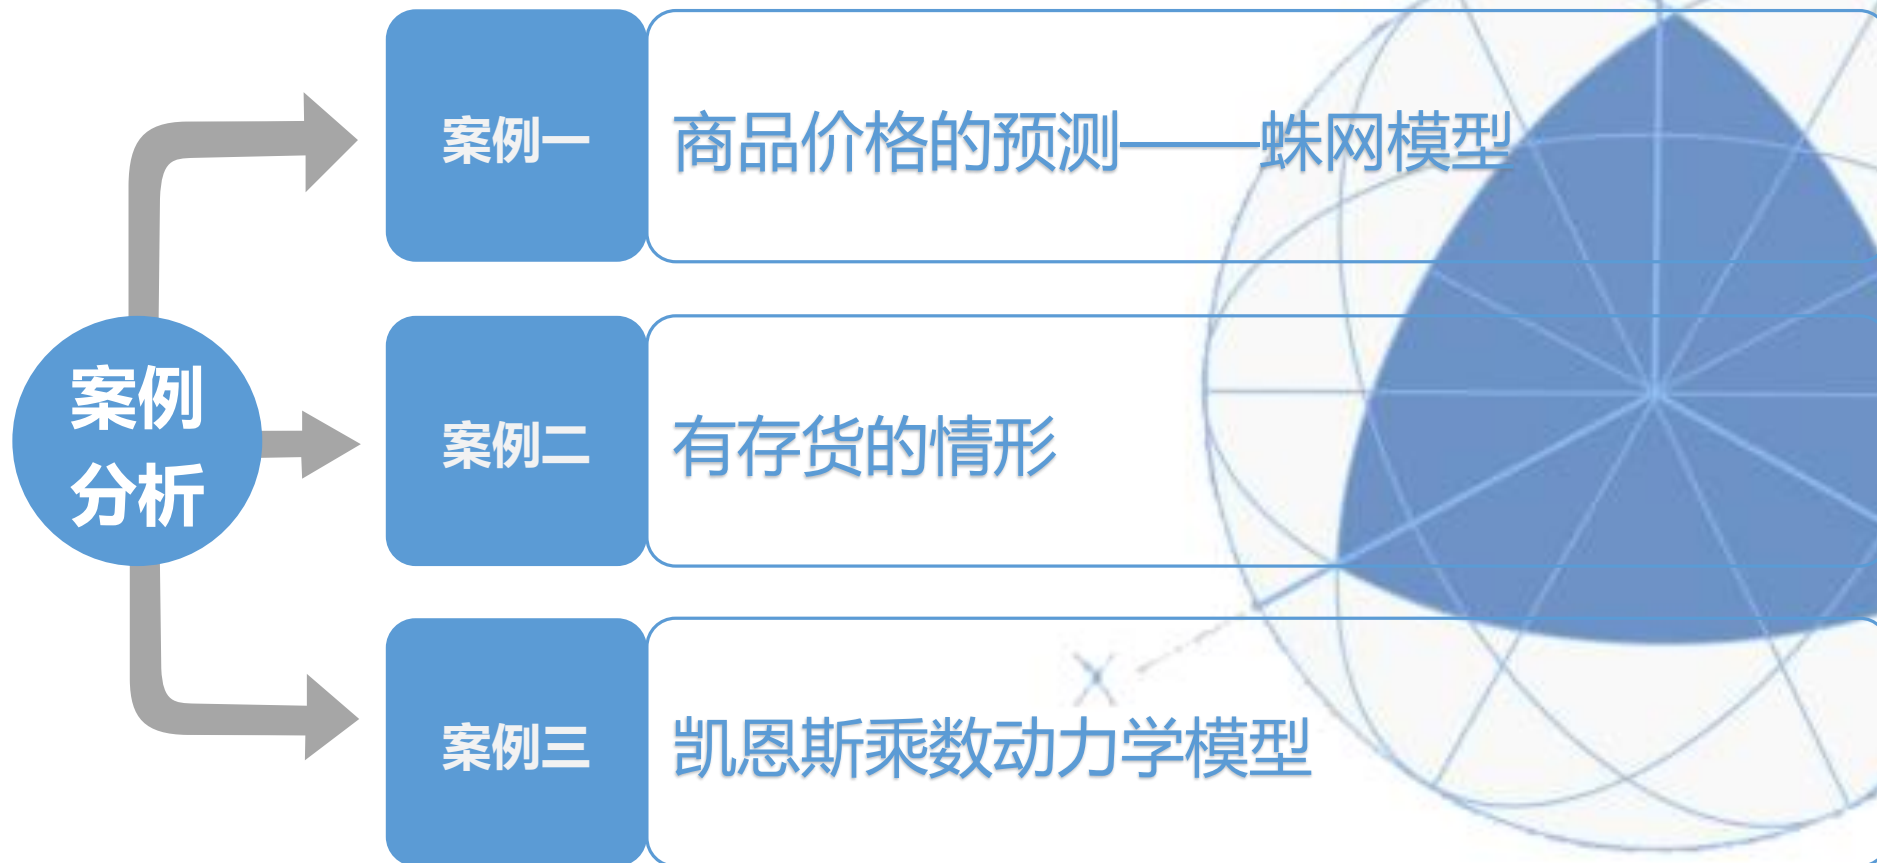 案例
分析
案例一
商品价格的预测——蛛网模型
案例二
有存货的情形
案例三
凯恩斯乘数动力学模型